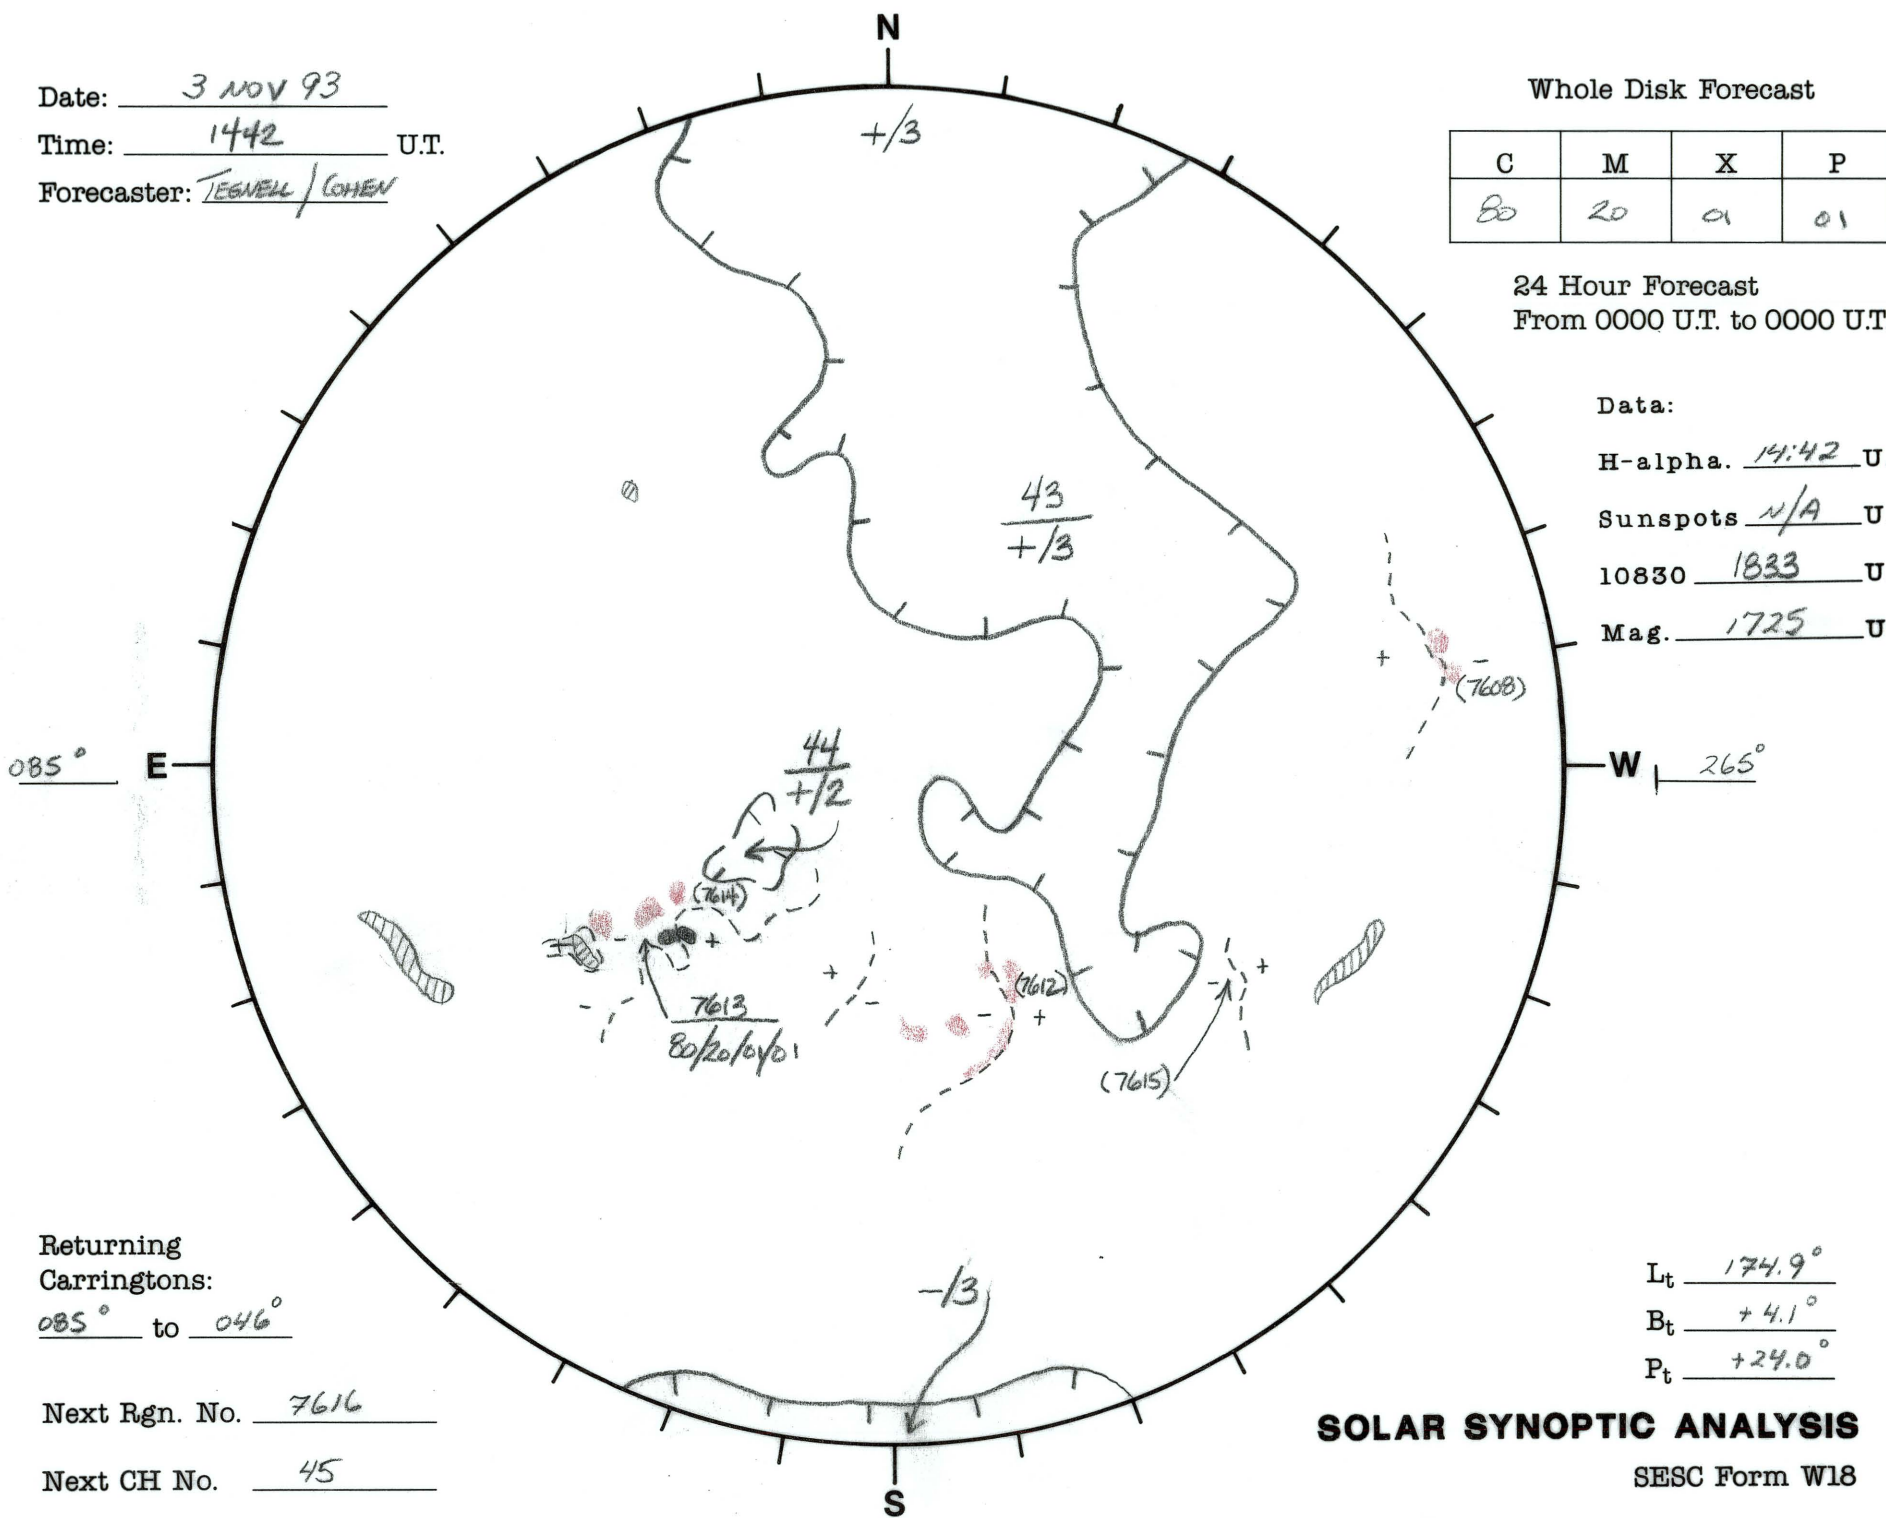 N
Date: 3 NOV 93
Time: 1442 U.T.
Forecaster: TEGNELL / COHEN
Whole Disk Forecast
C M X P
80 20 01 01
24 Hour Forecast
From 0000 U.T. to 0000 U.T
Data:
H-alpha. 14:42 U
Sunspots N/A U
10830 1833 U
Mag. 1725 U
+/3
43
+/3
+ -
(7608)
085° E
W 265°
44
+/2
(7614)
- +
7613
80/20/01/01
-
+ -
(7612)
- +
- +
(7615)
-/3
Returning
Carringtons:
085° to 046°
Next Rgn. No. 7616
Next CH No. 45
S
Lt 174.9°
Bt +4.1°
Pt +24.0°
SOLAR SYNOPTIC ANALYSIS
SESC Form W18